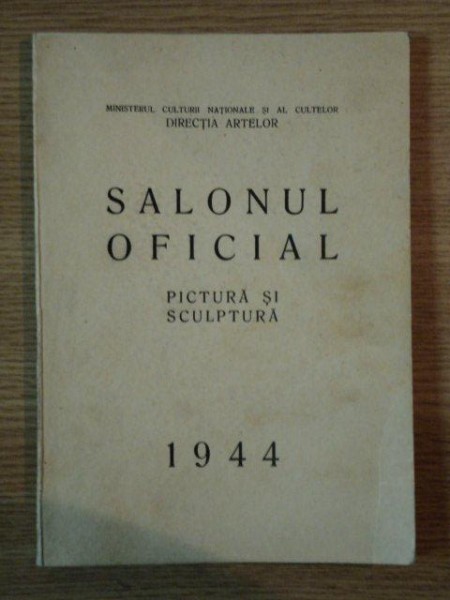 MINISTERUL CULTURII NAȚIONALE ȘI AL CULTELOR
DIRECȚIA ARTELOR
SALONUL
OFICIAL
PICTURĂ ȘI
SCULPTURĂ
1944